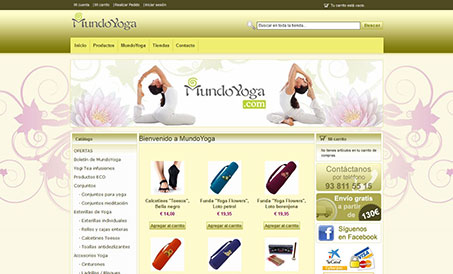 Mi cuenta | Mi carrito | Realizar Pedido | Iniciar sesión
Tu carrito está vacío
MundoYoga
Buscar en toda la tienda...
Buscar
Inicio Productos MundoYoga Tiendas Contacto
MundoYoga
.com
Catálogo
OFERTAS
Boletín de MundoYoga
Yogi Tea infusiones
Productos ECO
Conjuntos
Conjuntos para yoga
Conjuntos meditación
Esterillas de Yoga
Esterillas individuales
Rollos y cajas enteras
Calcetines Toesox
Toallas antideslizantes
Accesorios Yoga
Cinturones
Ladrillos / Bloques
Bienvenido a MundoYoga
Calcetines "Toesox", Bella negro
€ 14,00
Agregar al carrito
Funda "Yoga Flowers", Loto petrol
€ 19,95
Agregar al carrito
Funda "Yoga Flowers", Loto berenjena
€ 19,95
Agregar al carrito
Mi carrito
No tienes artículos en tu carrito de compras.
Contáctanos
por teléfono
93 811 55 15
Envío gratis
a partir de
130€
Síguenos
en Facebook